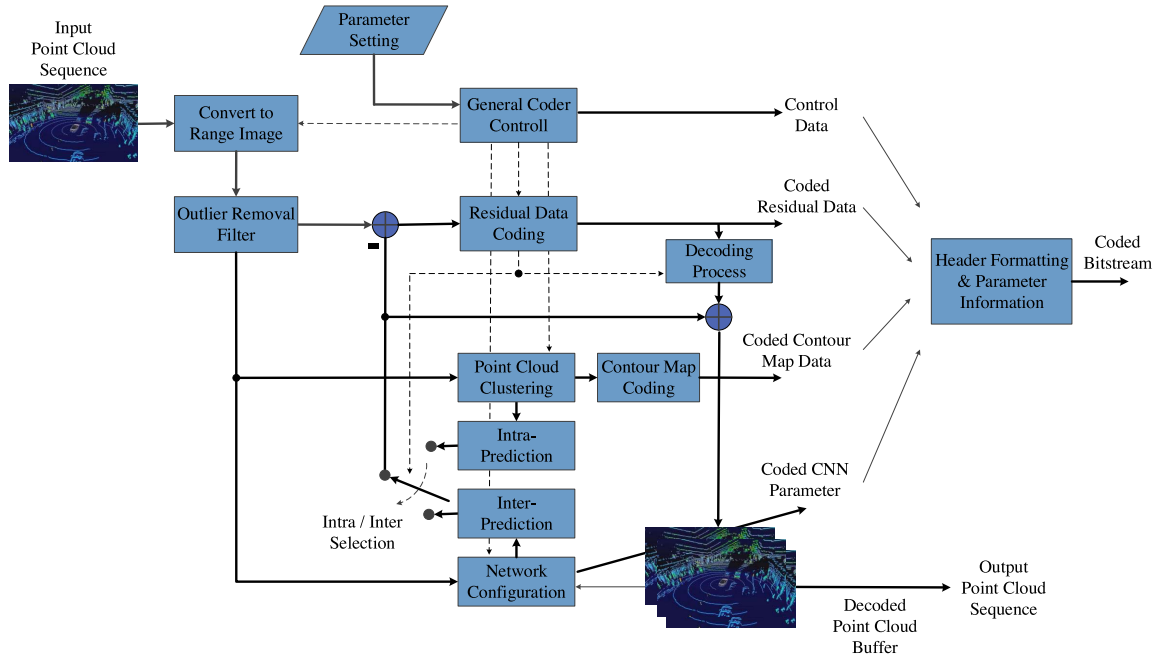 Input
Point Cloud
Sequence
Parameter
Setting
Convert to
Range Image
General Coder
Controll
Control
Data
Outlier Removal
Filter
Residual Data
Coding
Coded
Residual Data
Decoding
Process
Header Formatting
& Parameter
Information
Coded
Bitstream
Point Cloud
Clustering
Contour Map
Coding
Coded Contour
Map Data
Intra-
Prediction
Inter-
Prediction
Intra / Inter
Selection
Coded CNN
Parameter
Network
Configuration
Decoded
Point Cloud
Buffer
Output
Point Cloud
Sequence